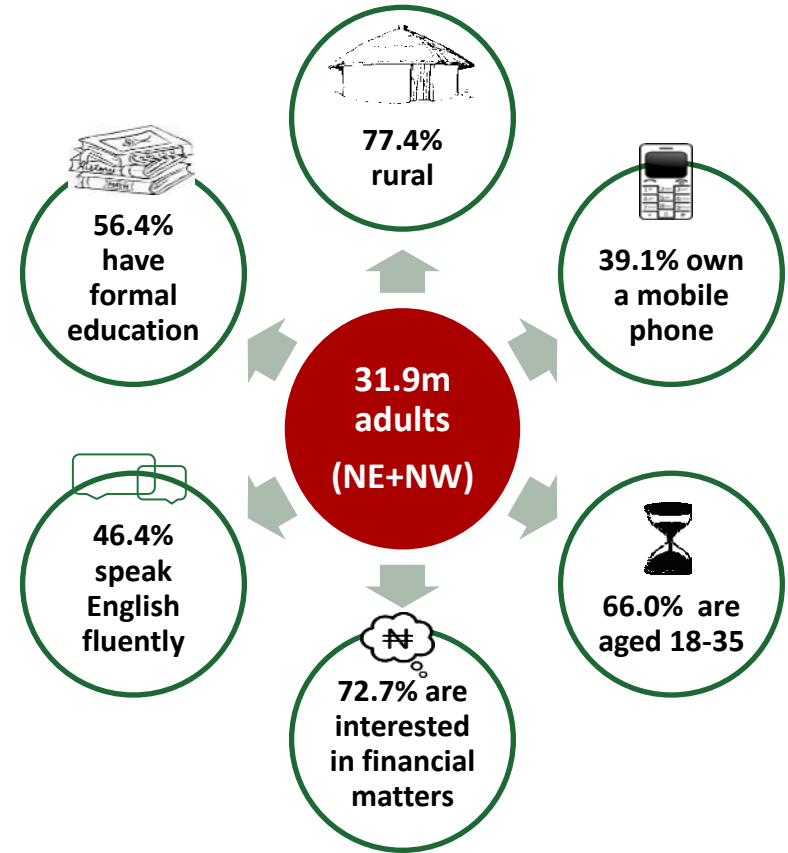 77.4%
rural
56.4%
have
formal
education
39.1% own
a mobile
phone
31.9m
adults
(NE+NW)
46.4%
speak
English
fluently
66.0% are
aged 18-35
₦
72.7% are
interested
in financial
matters